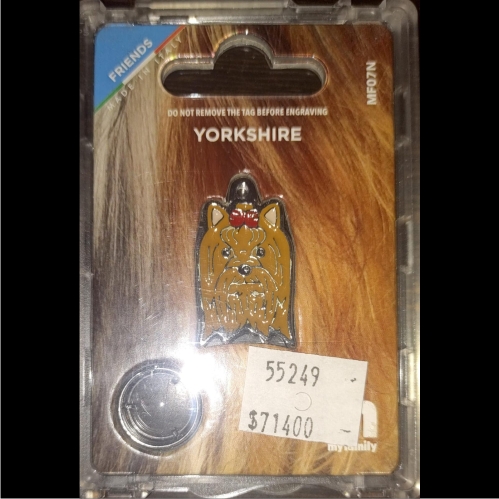 FRIENDS
MADE IN ITALY
MF07N
DO NOT REMOVE THE TAG BEFORE ENGRAVING
YORKSHIRE
55249
$71400
myfamily